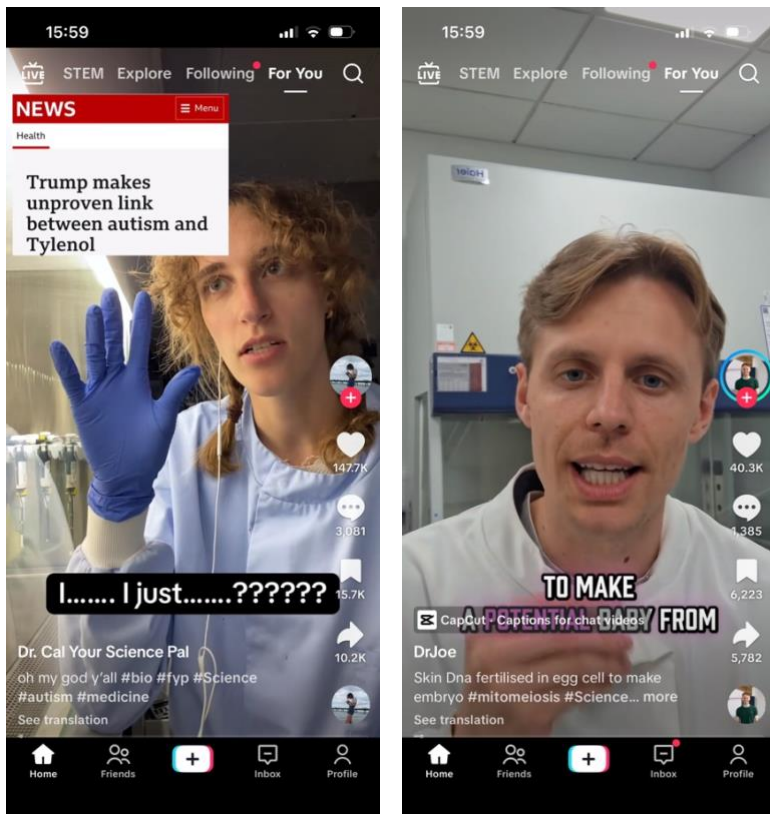 15:59
LIVE STEM Explore Following For You
NEWS
Menu
Health
Trump makes
unproven link
between autism and
Tylenol
147.7K
3,081
I....... I just.......??????
15.7K
Dr. Cal Your Science Pal
10.2K
oh my god y'all #bio #fyp #Science
#autism #medicine
See translation
Home Friends Inbox Profile
15:59
LIVE STEM Explore Following For You
40.3K
1,385
TO MAKE
6,223
CapCut · Captions for chat videos
A POTENTIAL BABY FROM
DrJoe
5,782
Skin Dna fertilised in egg cell to make
embryo #mitomeiosis #Science... more
See translation
Home Friends Inbox Profile